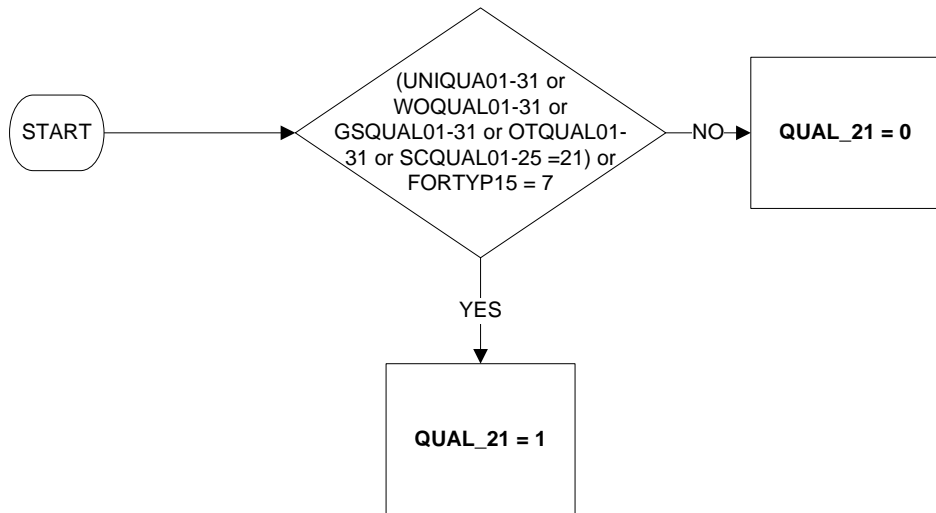 START
(UNIQUA01-31 or
WOQUAL01-31 or
GSQUAL01-31 or OTQUAL01-
31 or SCQUAL01-25 =21) or
FORTYP15 = 7
NO
QUAL_21 = 0
YES
QUAL_21 = 1